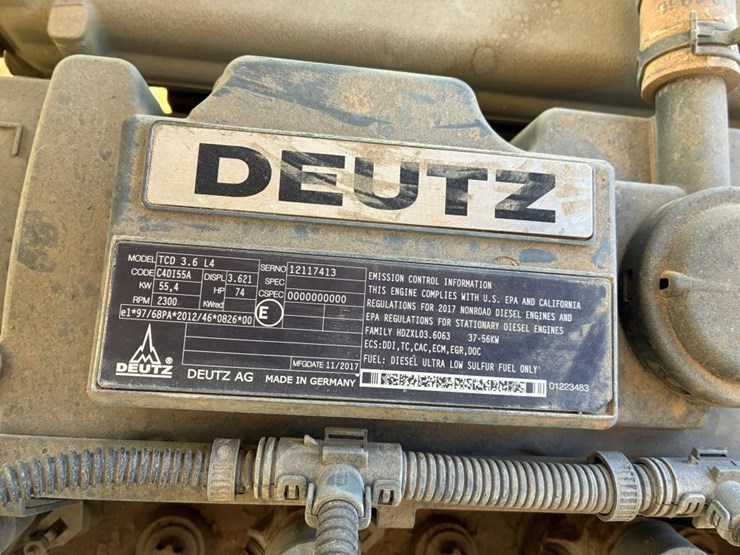 DEUTZ
MODEL TCD 3.6 L4
CODE C4DI55A DISPL 3.621
KW 55,4 HP 74
RPM 2300 KWred
e1*97/68PA*2012/46*0826*00
SERNO 12117413
SPEC
CSPEC 0000000000
E
EMISSION CONTROL INFORMATION
THIS ENGINE COMPLIES WITH U.S. EPA AND CALIFORNIA
REGULATIONS FOR 2017 NONROAD DIESEL ENGINES AND
EPA REGULATIONS FOR STATIONARY DIESEL ENGINES
FAMILY HDZXL03.6063 37-56KW
ECS:DDI,TC,CAC,ECM,EGR,DOC
FUEL: DIESEL ULTRA LOW SULFUR FUEL ONLY
MFGDATE 11/2017
DEUTZ ®
DEUTZ AG MADE IN GERMANY
01223483